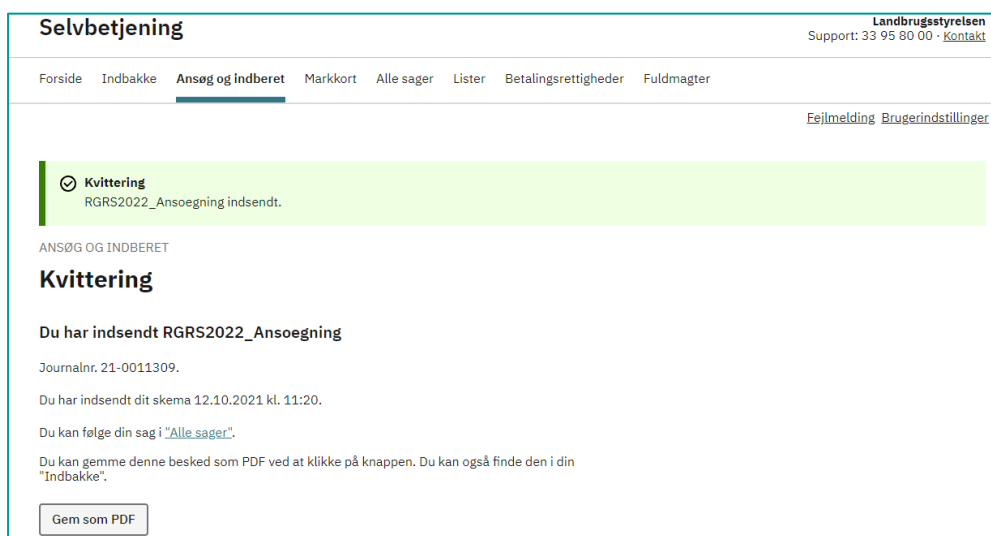 Selvbetjening
Landbrugsstyrelsen
Support: 33 95 80 00 · Kontakt
Forside Indbakke Ansøg og indberet Markkort Alle sager Lister Betalingsrettigheder Fuldmagter
Fejlmelding Brugerindstillinger
Kvittering
RGRS2022_Ansoegning indsendt.
ANSØG OG INDBERET
Kvittering
Du har indsendt RGRS2022_Ansoegning
Journalnr. 21-0011309.
Du har indsendt dit skema 12.10.2021 kl. 11:20.
Du kan følge din sag i "Alle sager".
Du kan gemme denne besked som PDF ved at klikke på knappen. Du kan også finde den i din
"Indbakke".
Gem som PDF